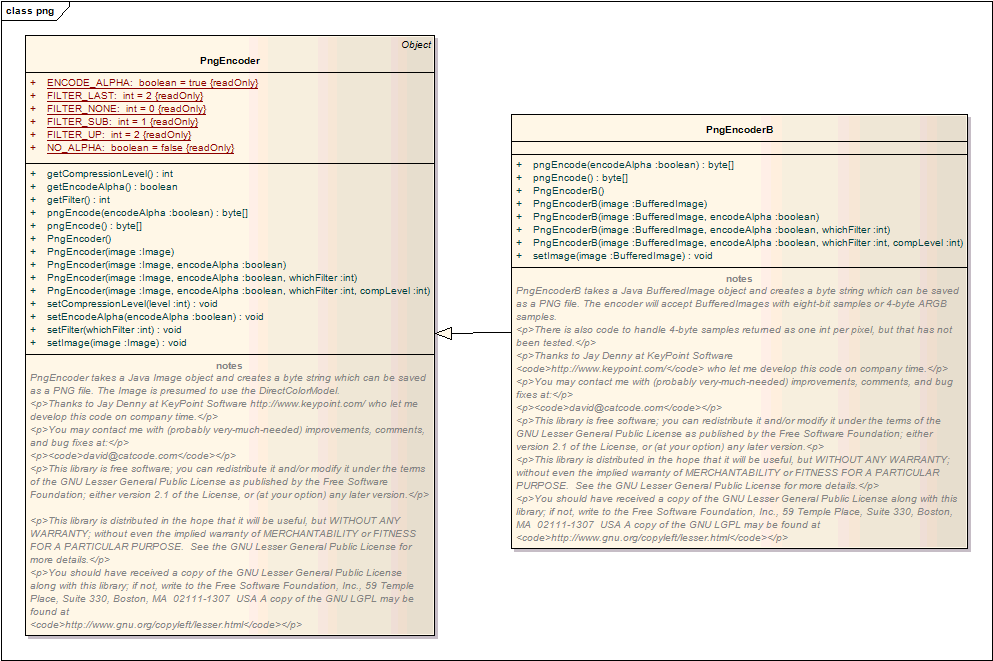 class png
Object
PngEncoder
+ ENCODE_ALPHA: boolean = true {readOnly}
+ FILTER_LAST: int = 2 {readOnly}
+ FILTER_NONE: int = 0 {readOnly}
+ FILTER_SUB: int = 1 {readOnly}
+ FILTER_UP: int = 2 {readOnly}
+ NO_ALPHA: boolean = false {readOnly}
+ getCompressionLevel() : int
+ getEncodeAlpha() : boolean
+ getFilter() : int
+ pngEncode(encodeAlpha :boolean) : byte[]
+ pngEncode() : byte[]
+ PngEncoder()
+ PngEncoder(image :Image)
+ PngEncoder(image :Image, encodeAlpha :boolean)
+ PngEncoder(image :Image, encodeAlpha :boolean, whichFilter :int)
+ PngEncoder(image :Image, encodeAlpha :boolean, whichFilter :int, compLevel :int)
+ setCompressionLevel(level :int) : void
+ setEncodeAlpha(encodeAlpha :boolean) : void
+ setFilter(whichFilter :int) : void
+ setImage(image :Image) : void
notes
PngEncoder takes a Java Image object and creates a byte string which can be saved
as a PNG file. The Image is presumed to use the DirectColorModel.
<p>Thanks to Jay Denny at KeyPoint Software http://www.keypoint.com/ who let me
develop this code on company time.</p>
<p>You may contact me with (probably very-much-needed) improvements, comments,
and bug fixes at:</p>
<p><code>david@catcode.com</code></p>
<p>This library is free software; you can redistribute it and/or modify it under the terms
of the GNU Lesser General Public License as published by the Free Software
Foundation; either version 2.1 of the License, or (at your option) any later version.</p>
<p>This library is distributed in the hope that it will be useful, but WITHOUT ANY
WARRANTY; without even the implied warranty of MERCHANTABILITY or FITNESS
FOR A PARTICULAR PURPOSE.  See the GNU Lesser General Public License for
more details.</p>
<p>You should have received a copy of the GNU Lesser General Public License
along with this library; if not, write to the Free Software Foundation, Inc., 59 Temple
Place, Suite 330, Boston, MA  02111-1307  USA A copy of the GNU LGPL may be
found at
<code>http://www.gnu.org/copyleft/lesser.html</code></p>
PngEncoderB
+ pngEncode(encodeAlpha :boolean) : byte[]
+ pngEncode() : byte[]
+ PngEncoderB()
+ PngEncoderB(image :BufferedImage)
+ PngEncoderB(image :BufferedImage, encodeAlpha :boolean)
+ PngEncoderB(image :BufferedImage, encodeAlpha :boolean, whichFilter :int)
+ PngEncoderB(image :BufferedImage, encodeAlpha :boolean, whichFilter :int, compLevel :int)
+ setImage(image :BufferedImage) : void
notes
PngEncoderB takes a Java BufferedImage object and creates a byte string which can be saved
as a PNG file. The encoder will accept BufferedImages with eight-bit samples or 4-byte ARGB
samples.
<p>There is also code to handle 4-byte samples returned as one int per pixel, but that has not
been tested.</p>
<p>Thanks to Jay Denny at KeyPoint Software
<code>http://www.keypoint.com/</code> who let me develop this code on company time.</p>
<p>You may contact me with (probably very-much-needed) improvements, comments, and bug
fixes at:</p>
<p><code>david@catcode.com</code></p>
<p>This library is free software; you can redistribute it and/or modify it under the terms of the
GNU Lesser General Public License as published by the Free Software Foundation; either
version 2.1 of the License, or (at your option) any later version.<p>
<p>This library is distributed in the hope that it will be useful, but WITHOUT ANY WARRANTY;
without even the implied warranty of MERCHANTABILITY or FITNESS FOR A PARTICULAR
PURPOSE.  See the GNU Lesser General Public License for more details.</p>
<p>You should have received a copy of the GNU Lesser General Public License along with this
library; if not, write to the Free Software Foundation, Inc., 59 Temple Place, Suite 330, Boston,
MA  02111-1307  USA A copy of the GNU LGPL may be found at
<code>http://www.gnu.org/copyleft/lesser.html</code></p>